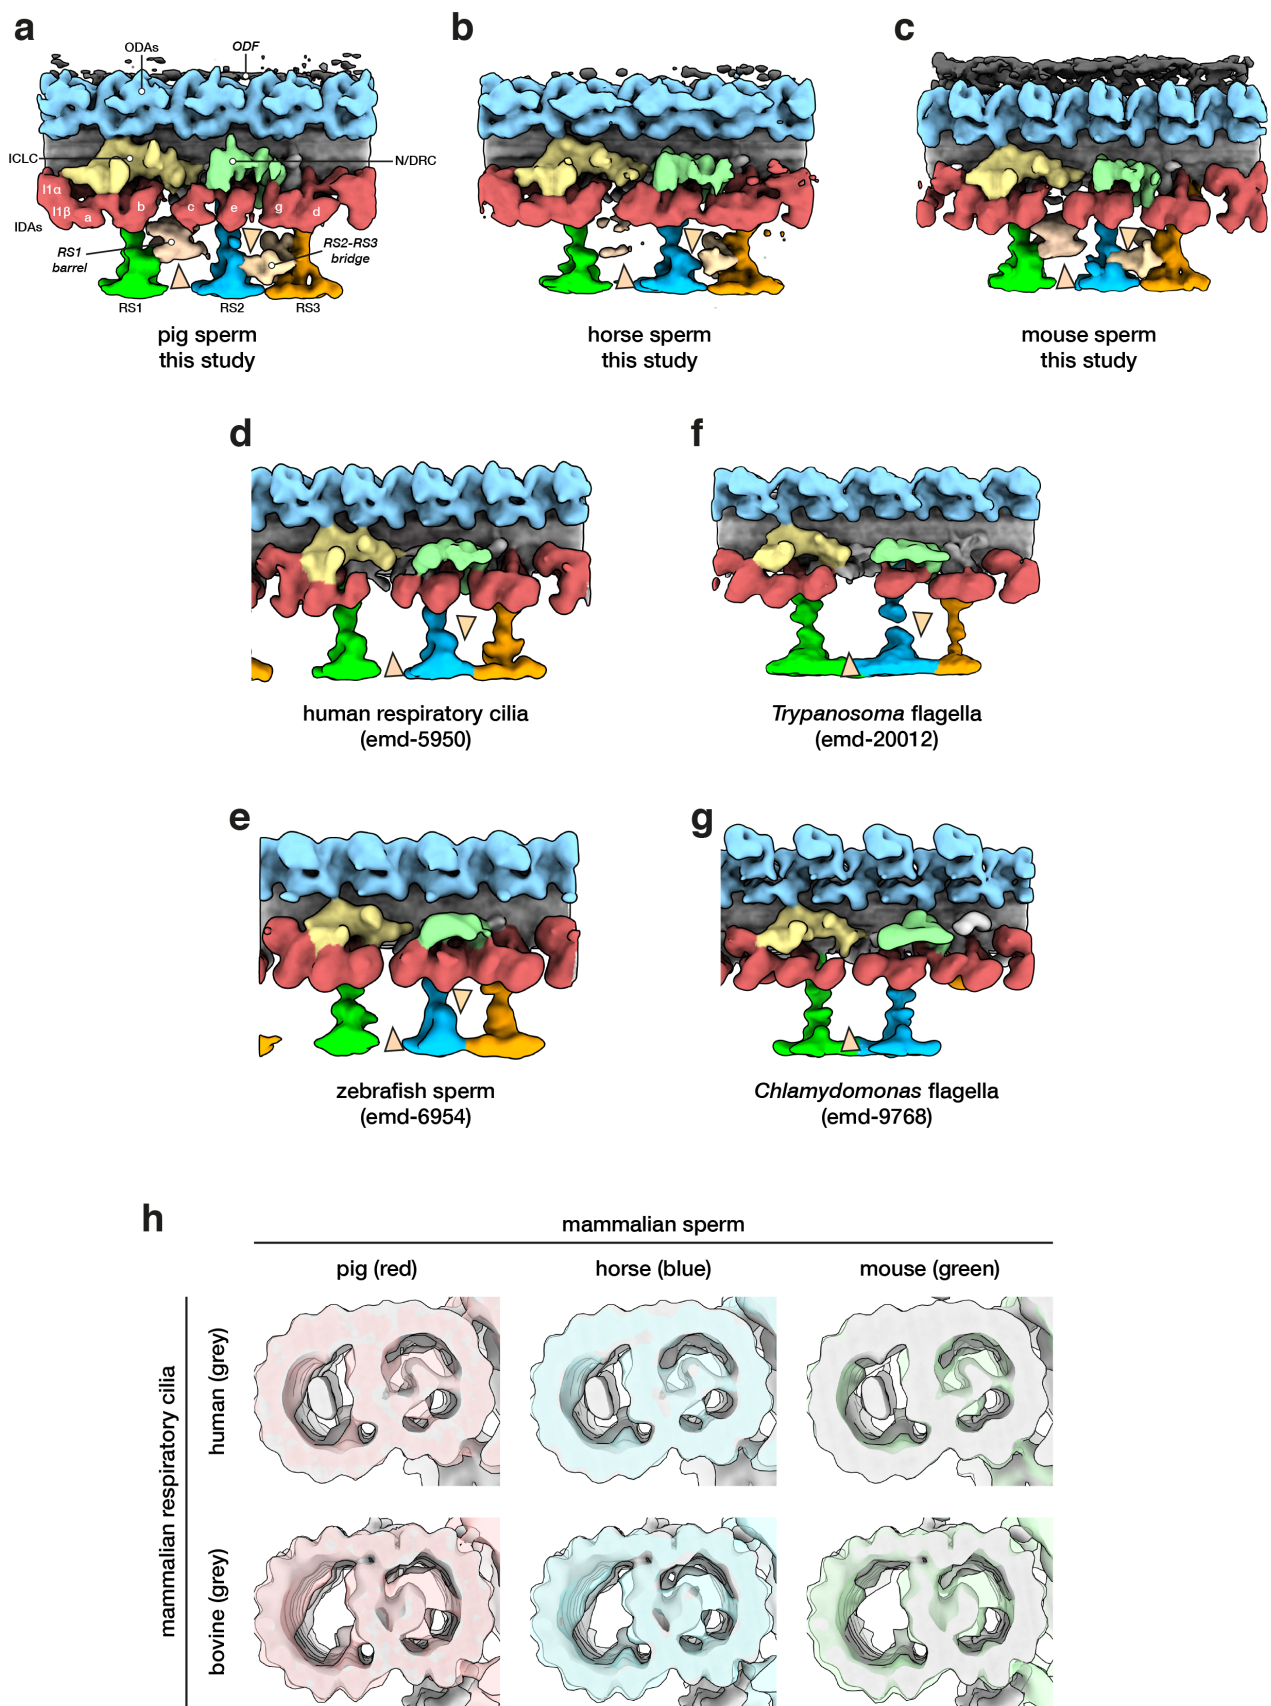 a
b
c
ODAs
ODF
ICLC
N/DRC
I1α
I1β
a
b
c
e
g
d
IDAs
RS1
barrel
RS2-RS3
bridge
RS1
RS2
RS3
pig sperm
this study
horse sperm
this study
mouse sperm
this study
d
f
human respiratory cilia
(emd-5950)
Trypanosoma flagella
(emd-20012)
e
g
zebrafish sperm
(emd-6954)
Chlamydomonas flagella
(emd-9768)
h
mammalian sperm
pig (red)
horse (blue)
mouse (green)
mammalian respiratory cilia
human (grey)
bovine (grey)